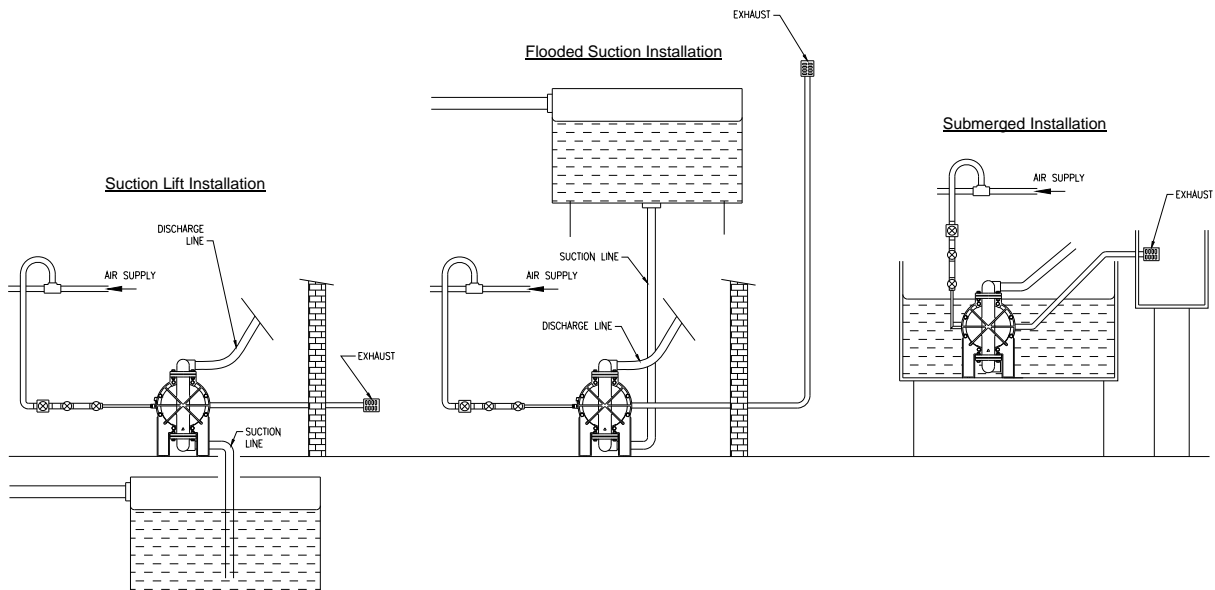 Suction Lift Installation
DISCHARGE
LINE
AIR SUPPLY
EXHAUST
SUCTION
LINE
Flooded Suction Installation
EXHAUST
SUCTION LINE
AIR SUPPLY
DISCHARGE LINE
Submerged Installation
AIR SUPPLY
EXHAUST